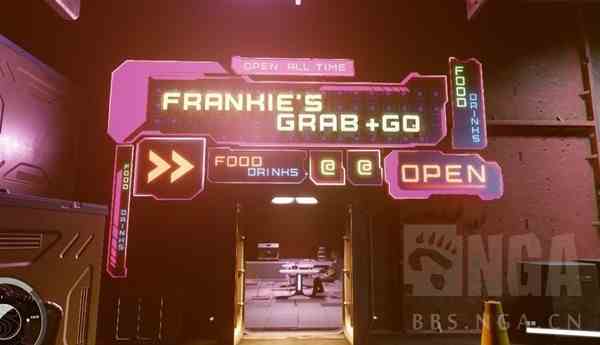 OPEN ALL TIME
FRANKIE'S
GRAB +GO
FOOD
DRINKS
FOOD
DRINKS
@ @
OPEN
FOOD
DRINKS
NGA
BBS.NGA.CN